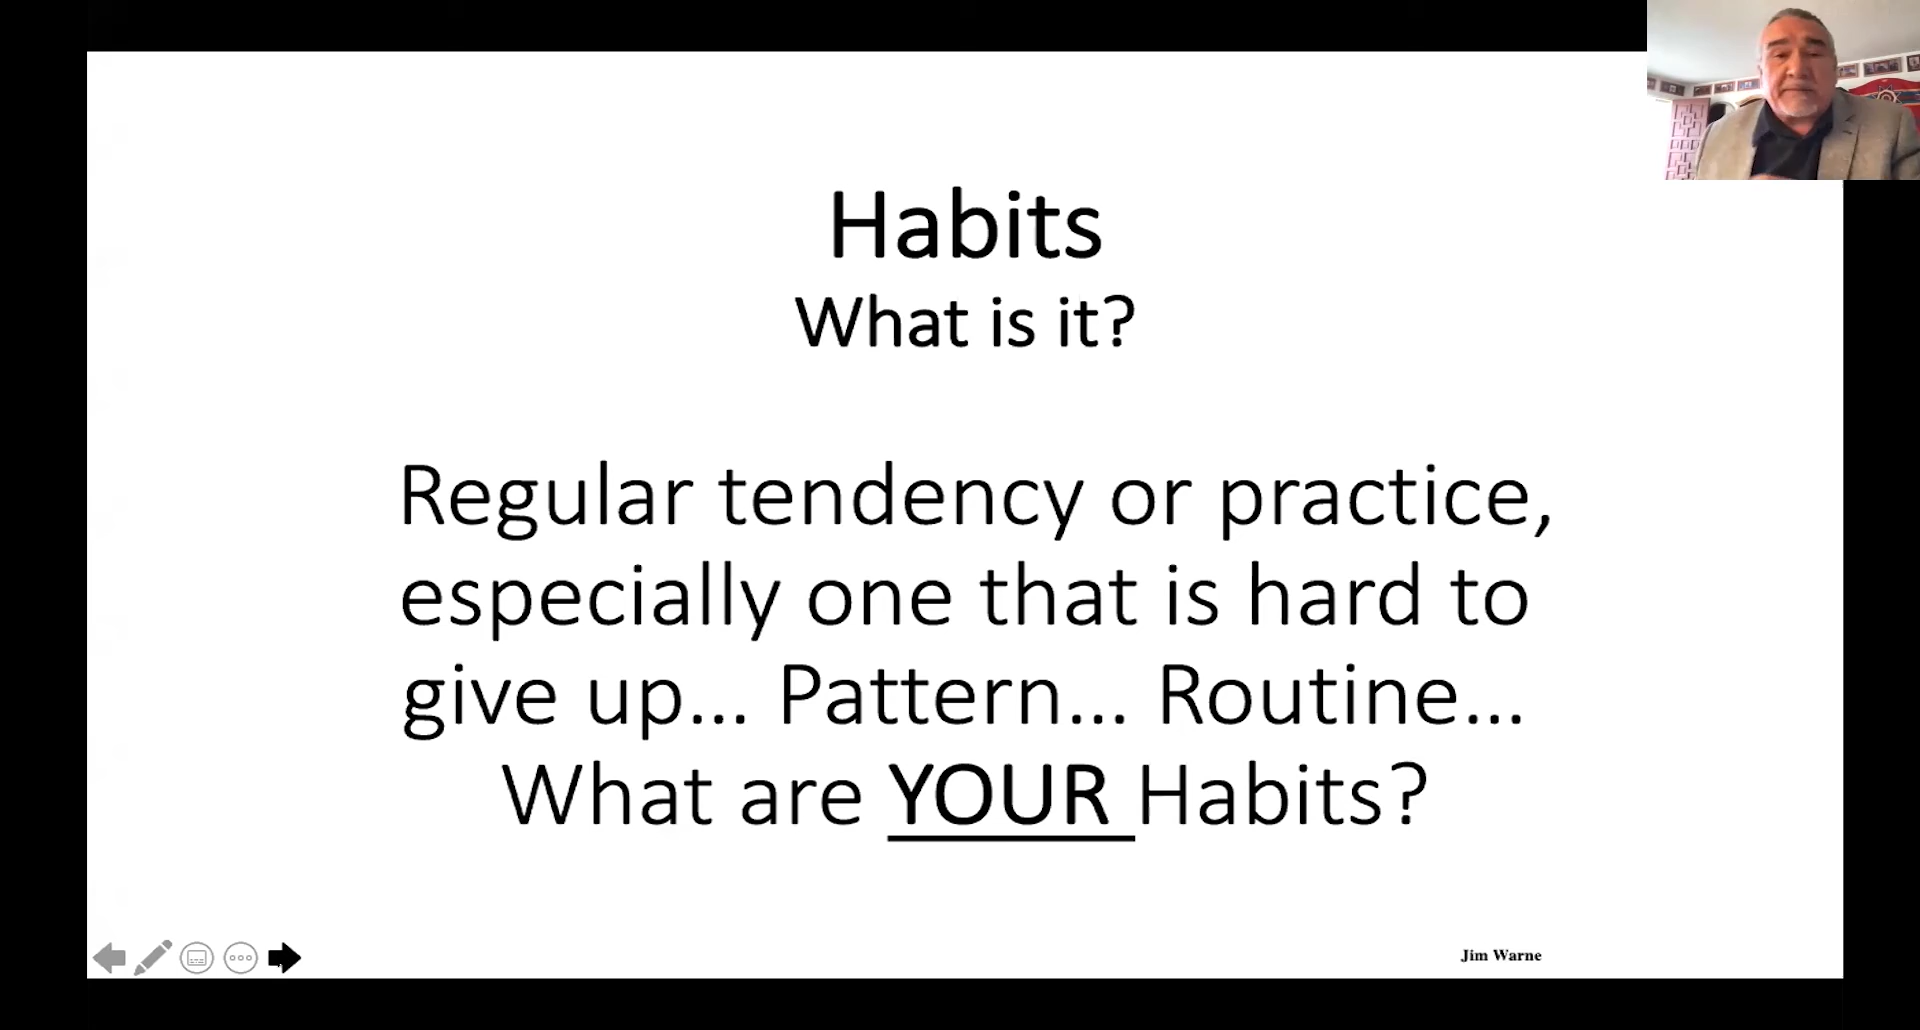 Habits
What is it?
Regular tendency or practice,
especially one that is hard to
give up... Pattern... Routine...
What are YOUR Habits?
Jim Warne